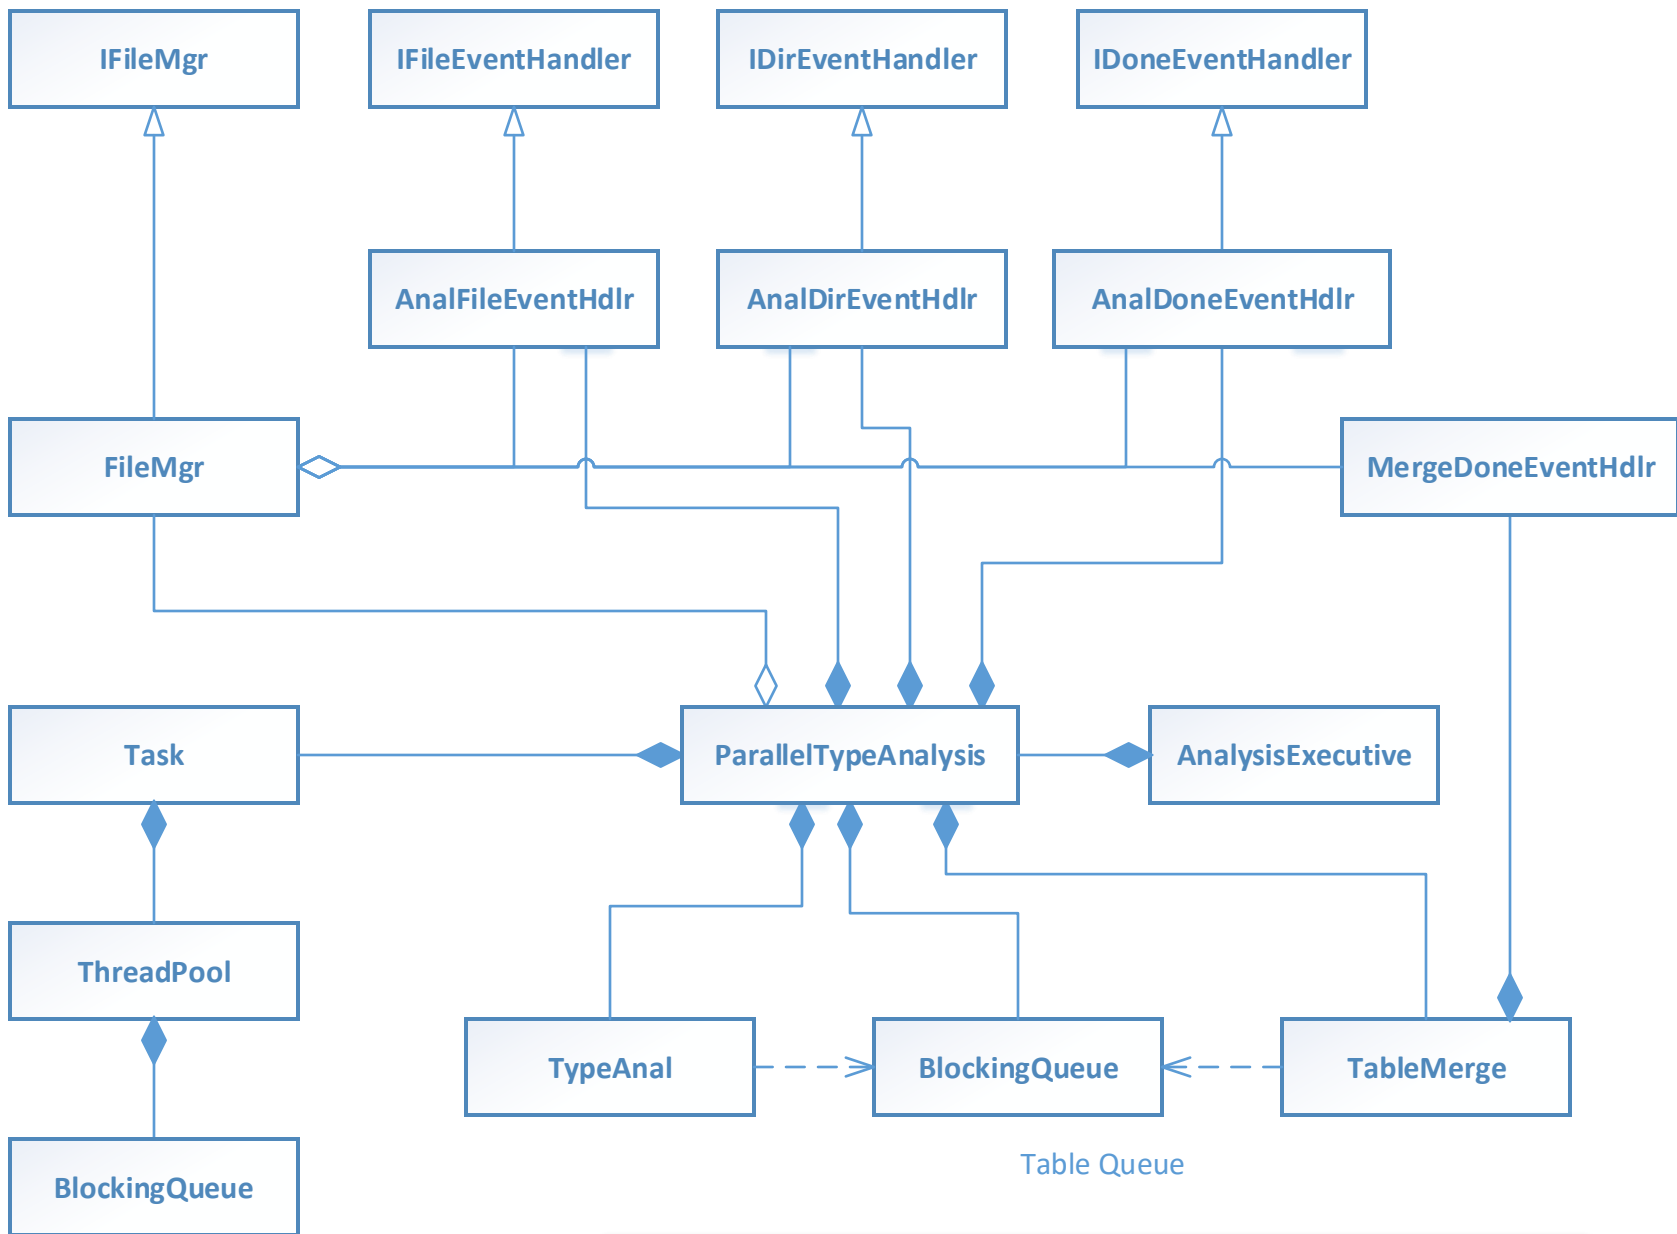 IFileMgr
IFileEventHandler
IDirEventHandler
IDoneEventHandler
AnalFileEventHdlr
AnalDirEventHdlr
AnalDoneEventHdlr
FileMgr
MergeDoneEventHdlr
Task
ParallelTypeAnalysis
AnalysisExecutive
ThreadPool
TypeAnal
BlockingQueue
TableMerge
Table Queue
BlockingQueue